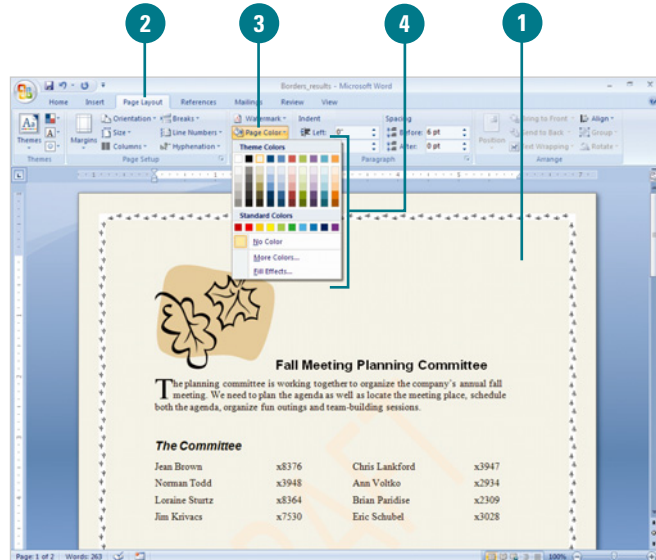 2 3 4 1
Borders_results - Microsoft Word
Home Insert Page Layout References Mailings Review View
Orientation Breaks Watermark Indent Spacing Bring to Front Align
Themes Margins Size Line Numbers Page Color Left: 0" Before: 6 pt Position Send to Back Group
Columns Hyphenation After: 0 pt Text Wrapping Rotate
Themes Page Setup Paragraph Arrange
Theme Colors
Standard Colors
No Color
More Colors...
Fill Effects...
Fall Meeting Planning Committee
The planning committee is working together to organize the company's annual fall
meeting. We need to plan the agenda as well as locate the meeting place, schedule
both the agenda, organize fun outings and team-building sessions.
The Committee
Jean Brown x8376 Chris Lankford x3947
Norman Todd x3948 Ann Voltko x2934
Loraine Sturtz x8364 Brian Paridise x2309
Jim Krivacs x7530 Eric Schubel x3028
DRAFT
Page: 1 of 2 Words: 263 100%